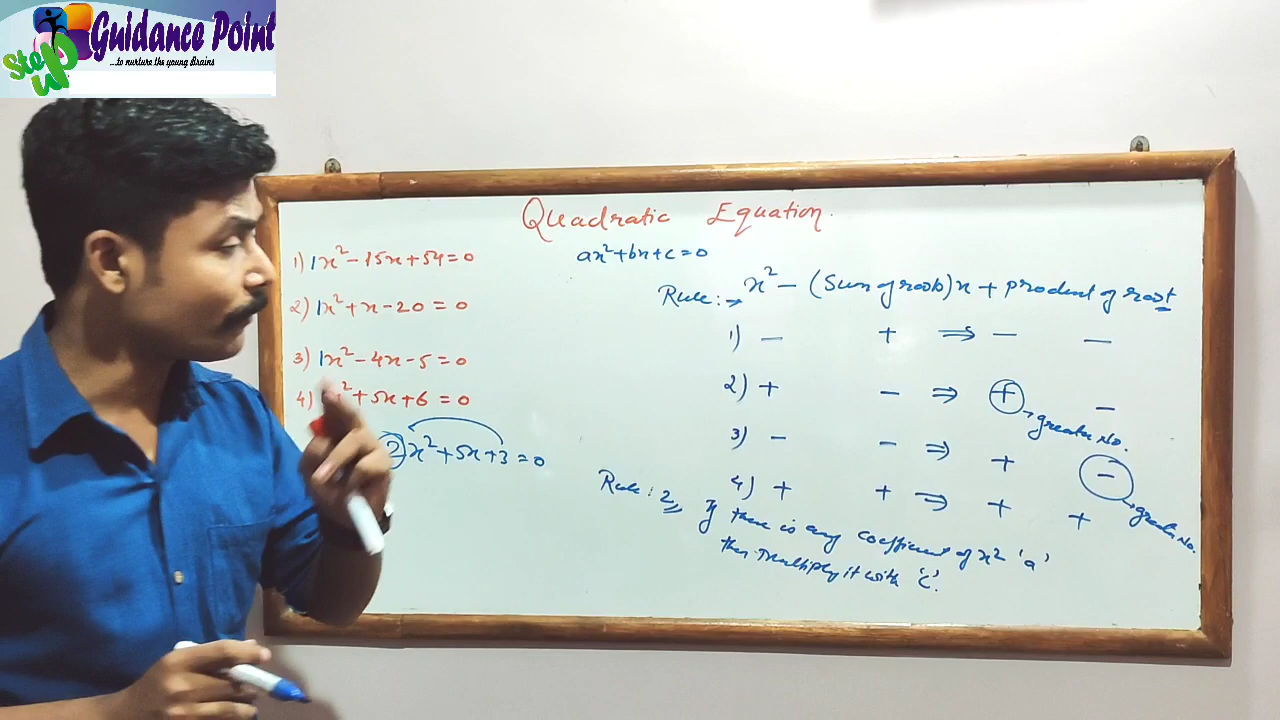 Step up Guidance Point
...to nurture the young Brains
Quadratic Equation.
ax²+bx+c=0
1) 1x²-15x+54=0
2) 1x²+x-20=0
3) 1x²-4x-5=0
4) x²+5x+6=0
2x²+5x+3=0
Rule:→ x²-(Sum of roots)x+product of root
1) - + ⇒ - -
2) + - ⇒ + -
greater No.
3) - - ⇒ + -
greater No.
4) + + ⇒ + +
Rule: 2 If there is any coefficient of x² 'a'
then multiply it with 'c'.